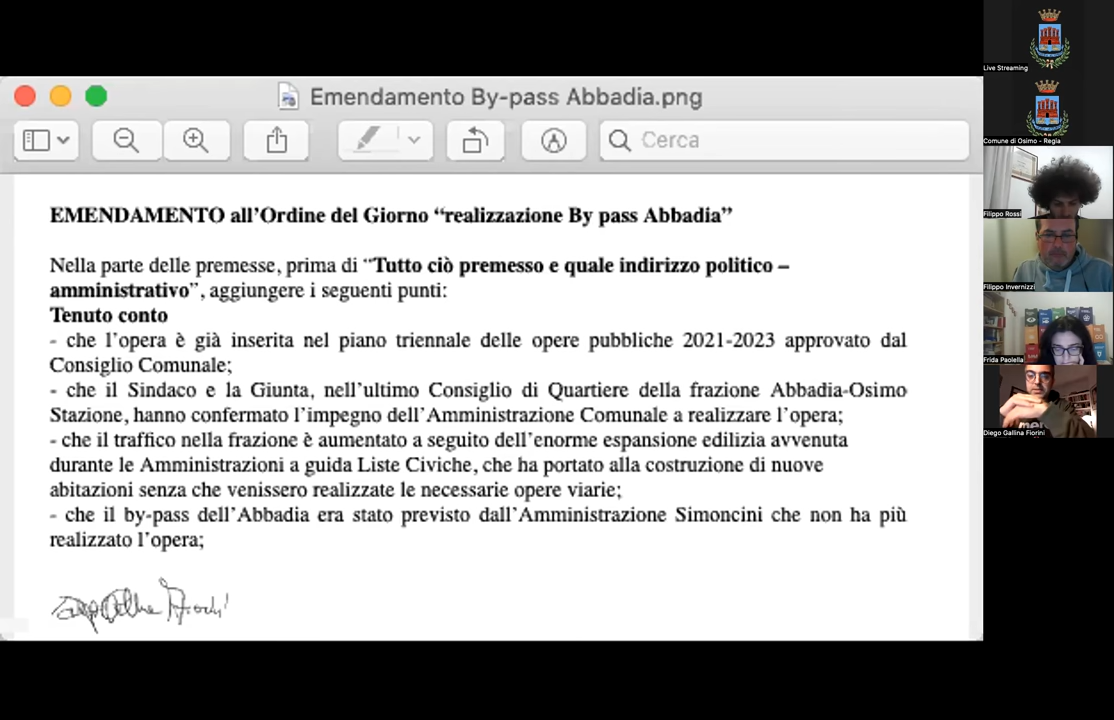 Emendamento By-pass Abbadia.png
Cerca
EMENDAMENTO all’Ordine del Giorno “realizzazione By pass Abbadia”
Nella parte delle premesse, prima di “Tutto ciò premesso e quale indirizzo politico –
amministrativo”, aggiungere i seguenti punti:
Tenuto conto
- che l’opera è già inserita nel piano triennale delle opere pubbliche 2021-2023 approvato dal
Consiglio Comunale;
- che il Sindaco e la Giunta, nell’ultimo Consiglio di Quartiere della frazione Abbadia-Osimo
Stazione, hanno confermato l’impegno dell’Amministrazione Comunale a realizzare l’opera;
- che il traffico nella frazione è aumentato a seguito dell’enorme espansione edilizia avvenuta
durante le Amministrazioni a guida Liste Civiche, che ha portato alla costruzione di nuove
abitazioni senza che venissero realizzate le necessarie opere viarie;
- che il by-pass dell’Abbadia era stato previsto dall’Amministrazione Simoncini che non ha più
realizzato l’opera;
Live Streaming
Comune di Osimo - Regia
Filippo Rossi
Filippo Invernizzi
Frida Paolella
Diego Gallina Fiorini